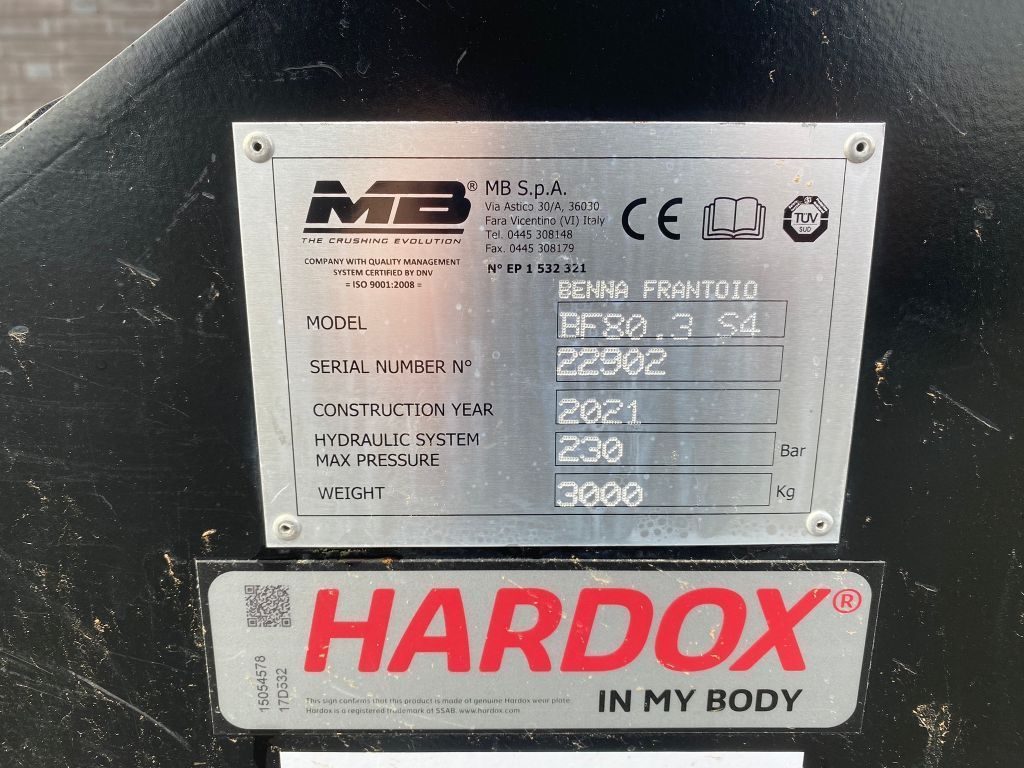 MB® MB S.p.A.
THE CRUSHING EVOLUTION
Via Astico 30/A, 36030
Fara Vicentino (VI) Italy
Tel. 0445 308148
Fax. 0445 308179
COMPANY WITH QUALITY MANAGEMENT
SYSTEM CERTIFIED BY DNV
= ISO 9001:2008 =
N° EP 1 532 321
CE
TÜV
SUD
BENNA FRANTOIO
MODEL BF80.3 S4
SERIAL NUMBER N° 22902
CONSTRUCTION YEAR 2021
HYDRAULIC SYSTEM
MAX PRESSURE 230 Bar
WEIGHT 3000 Kg
HARDOX®
IN MY BODY
15054578
17D532
This sign confirms that this product is made of genuine Hardox wear plate.
Hardox is a registered trademark of SSAB. www.hardox.com